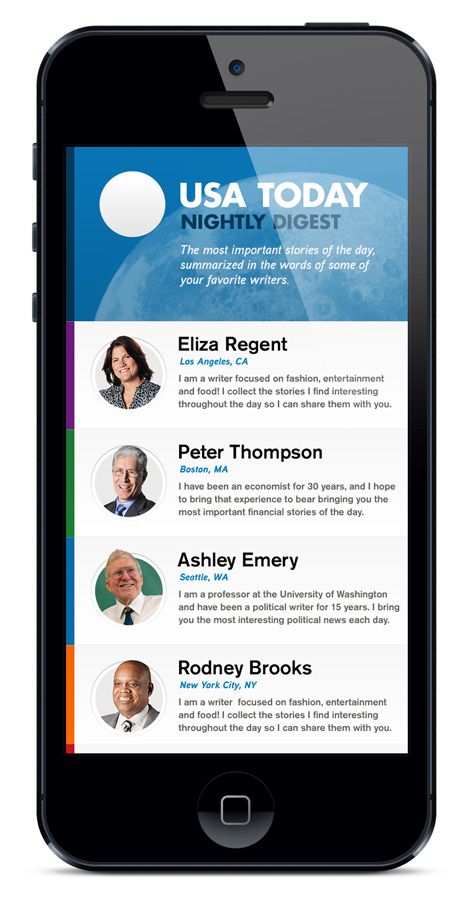 USA TODAY
NIGHTLY DIGEST
The most important stories of the day,
summarized in the words of some of
your favorite writers.
Eliza Regent
Los Angeles, CA
I am a writer focused on fashion, entertainment
and food! I collect the stories I find interesting
throughout the day so I can share them with you.
Peter Thompson
Boston, MA
I have been an economist for 30 years, and I hope
to bring that experience to bear bringing you the
most important financial stories of the day.
Ashley Emery
Seattle, WA
I am a professor at the University of Washington
and have been a political writer for 15 years. I bring
you the most interesting political news each day.
Rodney Brooks
New York City, NY
I am a writer  focused on fashion, entertainment
and food! I collect the stories I find interesting
throughout the day so I can share them with you.